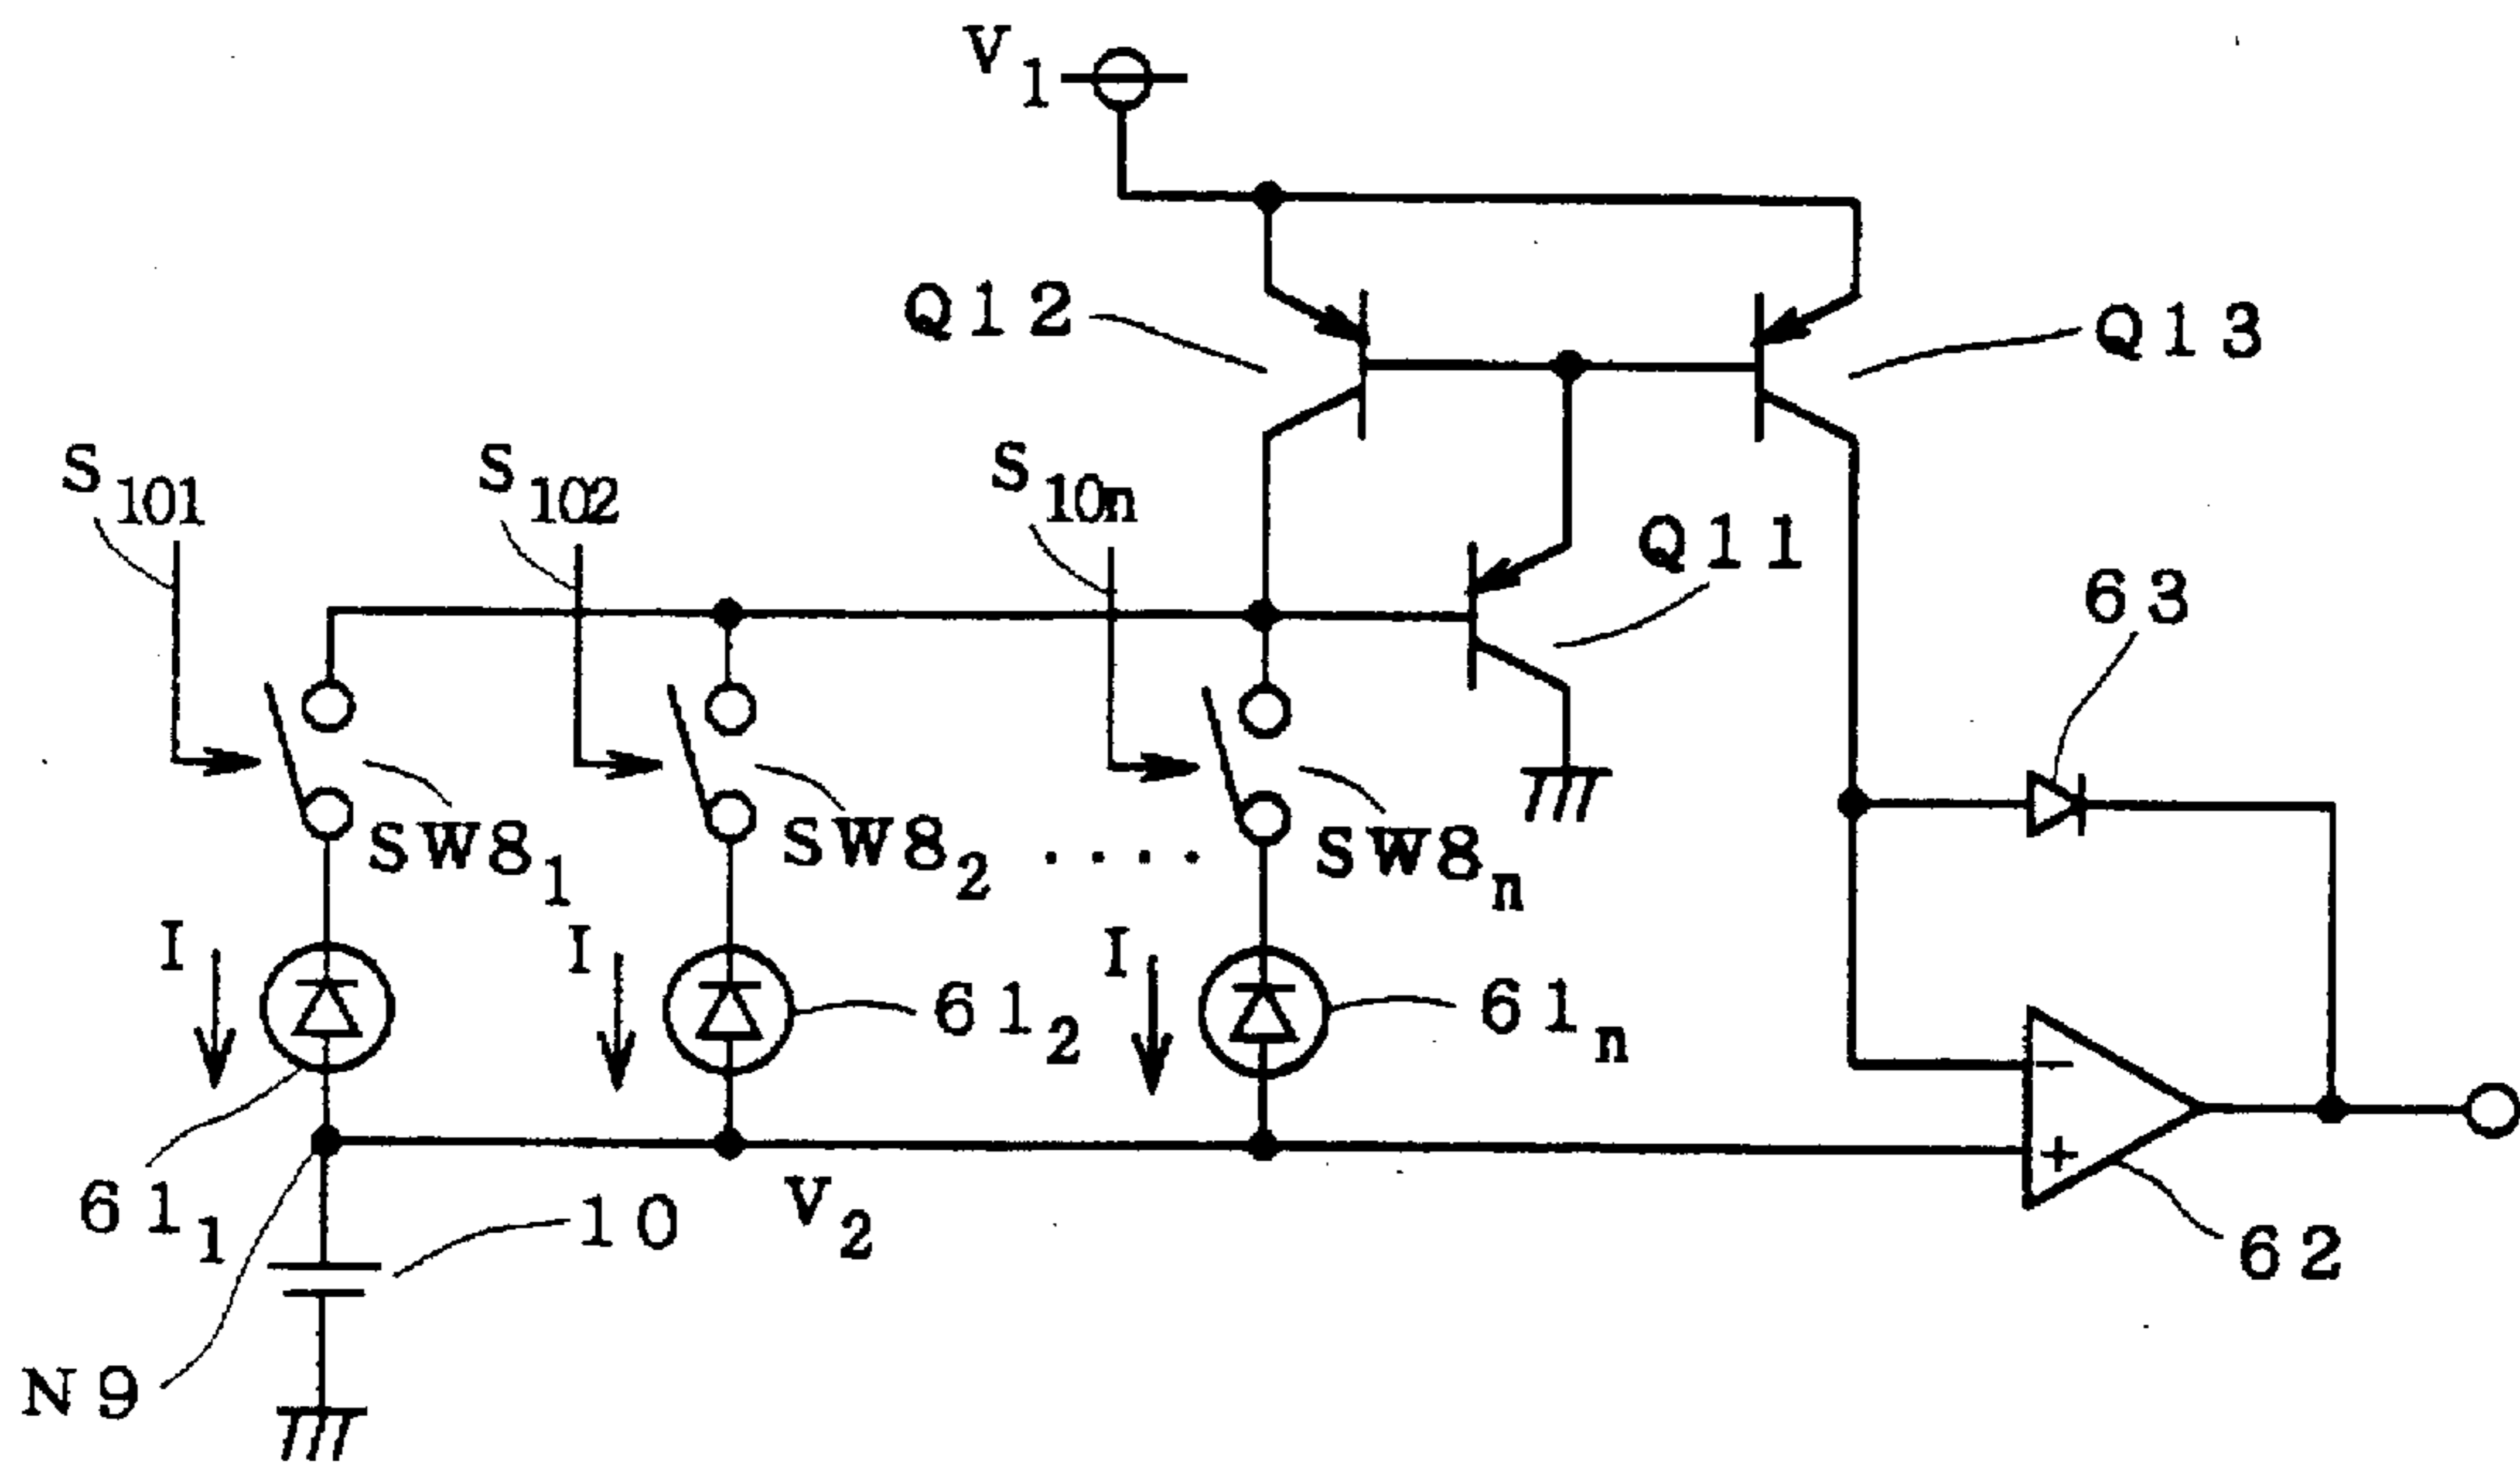 V1
Q12
Q13
S101
S102
S10n
Q11
63
SW81
SW82 ....
SW8n
I
I
I
612
61n
−
+
611
10
V2
62
N9